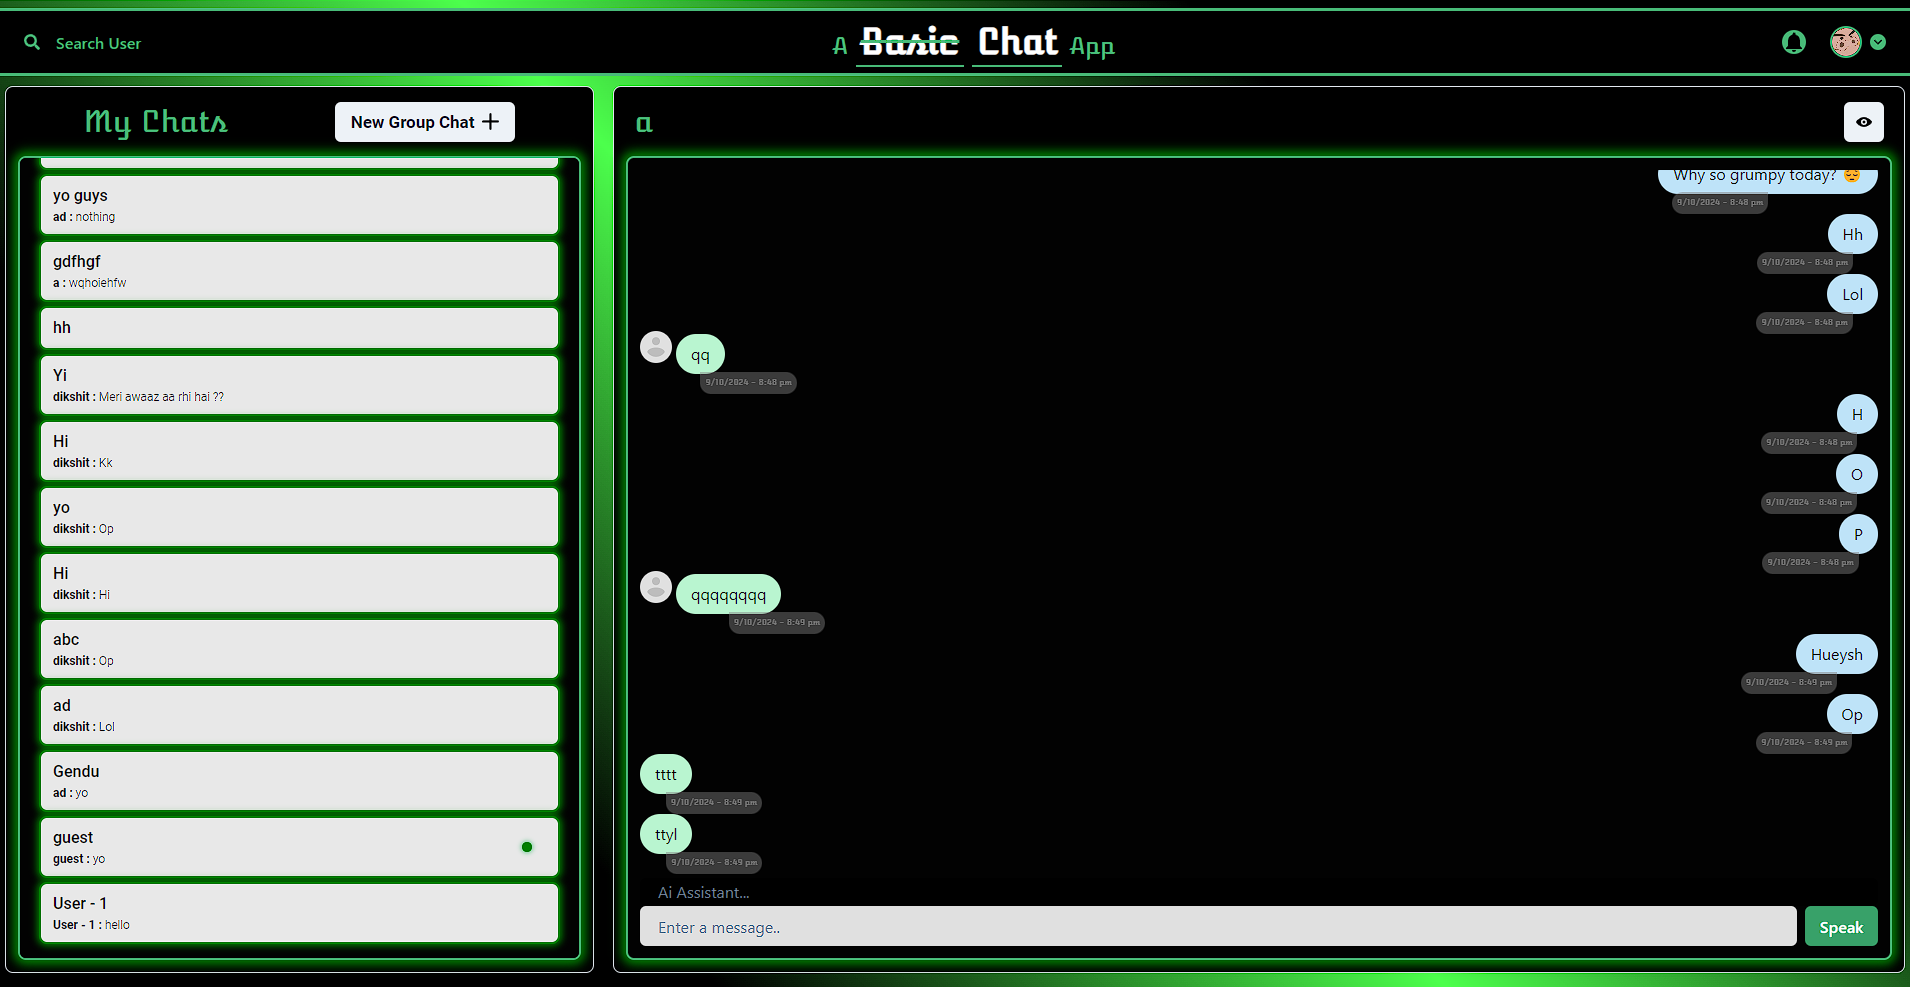 Search User
A Basic Chat App
My Chats
New Group Chat
yo guys
ad : nothing
gdfhgf
a : wqhoiehfw
hh
Yi
dikshit : Meri awaaz aa rhi hai ??
Hi
dikshit : Kk
yo
dikshit : Op
Hi
dikshit : Hi
abc
dikshit : Op
ad
dikshit : Lol
Gendu
ad : yo
guest
guest : yo
User - 1
User - 1 : hello
a
Why so grumpy today? 😔
9/10/2024 - 8:48 pm
Hh
9/10/2024 - 8:48 pm
Lol
9/10/2024 - 8:48 pm
qq
9/10/2024 - 8:48 pm
H
9/10/2024 - 8:48 pm
O
9/10/2024 - 8:48 pm
P
9/10/2024 - 8:48 pm
qqqqqqqq
9/10/2024 - 8:49 pm
Hueysh
9/10/2024 - 8:49 pm
Op
9/10/2024 - 8:49 pm
tttt
9/10/2024 - 8:49 pm
ttyl
9/10/2024 - 8:49 pm
Ai Assistant...
Enter a message..
Speak